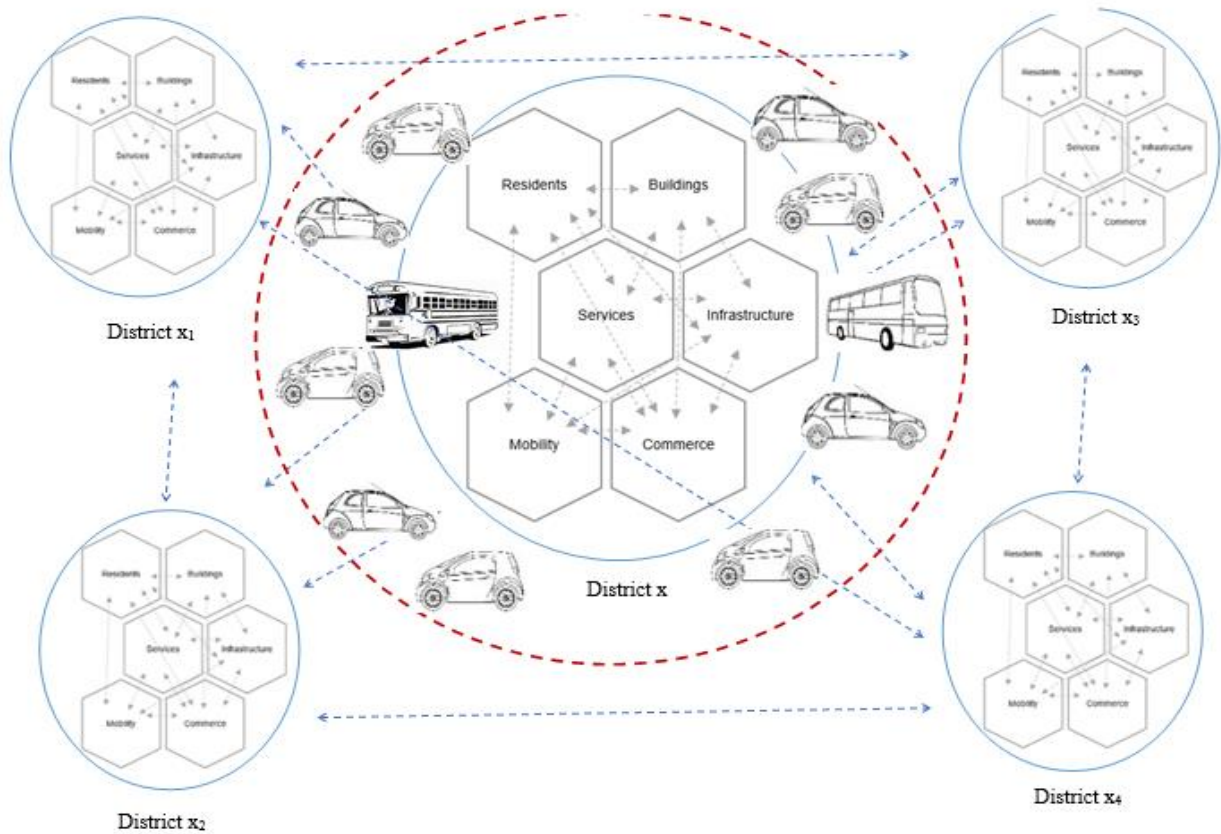 Residents Buildings
Services Infrastructure
Mobility Commerce
District x₁
Residents Buildings
Services Infrastructure
Mobility Commerce
District x
Residents Buildings
Services Infrastructure
Mobility Commerce
District x₃
Residents Buildings
Services Infrastructure
Mobility Commerce
District x₂
Residents Buildings
Services Infrastructure
Mobility Commerce
District x₄